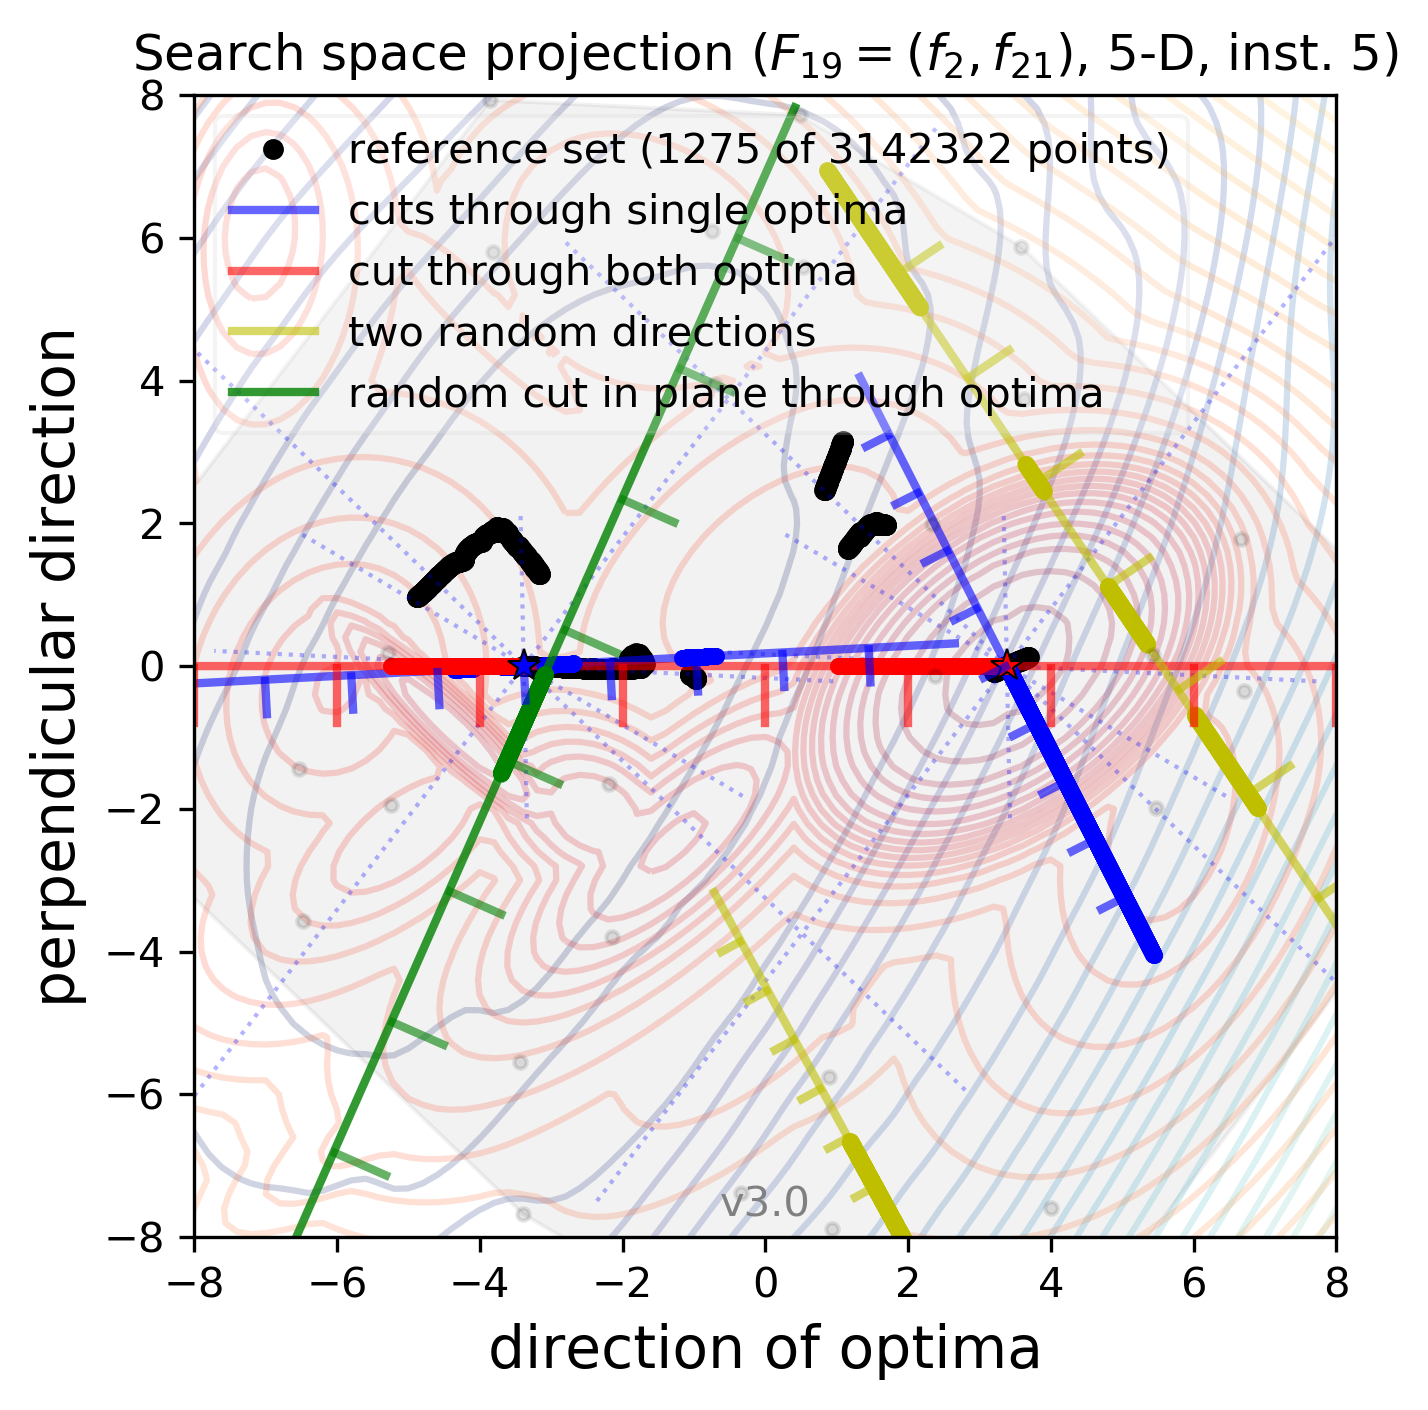 Search space projection (F19 = (f2, f21), 5-D, inst. 5)
reference set (1275 of 3142322 points)
cuts through single optima
cut through both optima
two random directions
random cut in plane through optima
8
6
4
2
0
−2
−4
−6
−8
perpendicular direction
v3.0
−8 −6 −4 −2 0 2 4 6 8
direction of optima